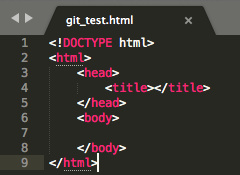 git_test.html
1 <!DOCTYPE html>
2 <html>
3     <head>
4         <title></title>
5     </head>
6     <body>
7
8     </body>
9 </html>